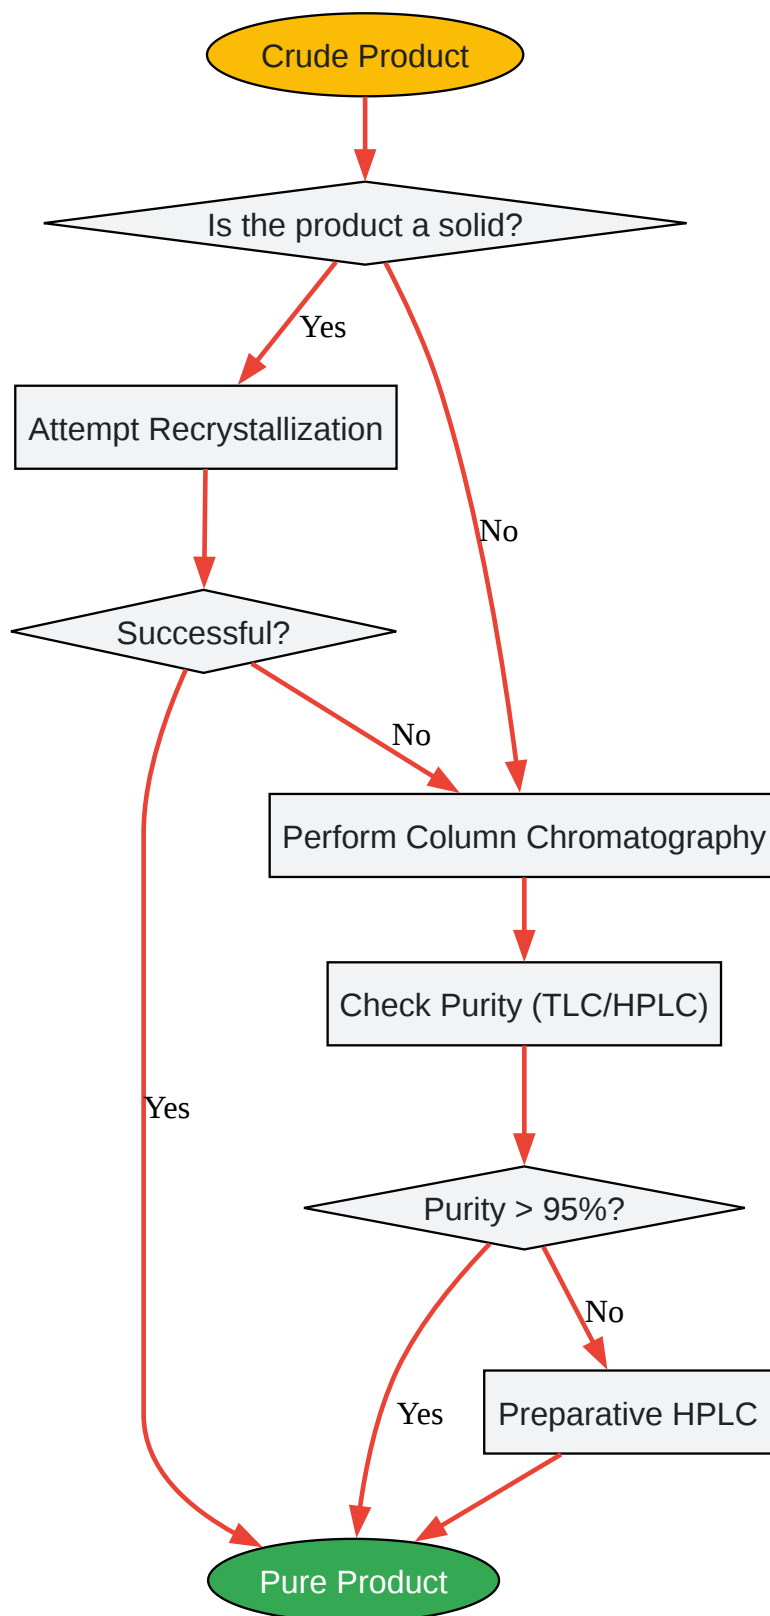 Crude Product
Is the product a solid?
Yes
Attempt Recrystallization
No
Successful?
No
Perform Column Chromatography
Check Purity (TLC/HPLC)
Yes
Purity > 95%?
No
Yes
Preparative HPLC
Pure Product